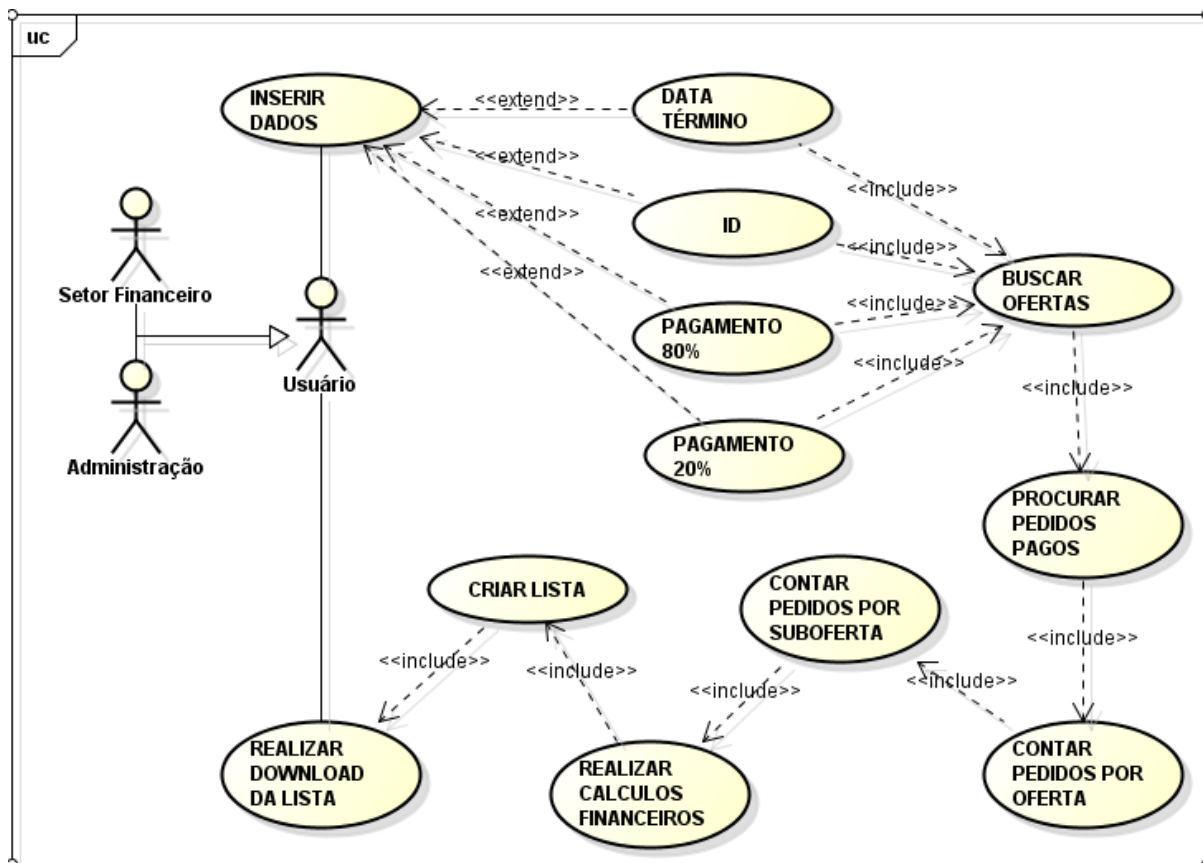 uc
INSERIR
DADOS
<<extend>>
DATA
TÉRMINO
<<extend>>
<<include>>
ID
<<extend>>
<<include>>
<<extend>>
Setor Financeiro
BUSCAR
OFERTAS
<<include>>
PAGAMENTO
80%
<<include>>
Usuário
<<include>>
PAGAMENTO
20%
Administração
PROCURAR
PEDIDOS
PAGOS
CRIAR LISTA
CONTAR
PEDIDOS POR
SUBOFERTA
<<include>>
<<include>>
<<include>>
<<include>>
<<include>>
REALIZAR
DOWNLOAD
DA LISTA
REALIZAR
CALCULOS
FINANCEIROS
CONTAR
PEDIDOS POR
OFERTA